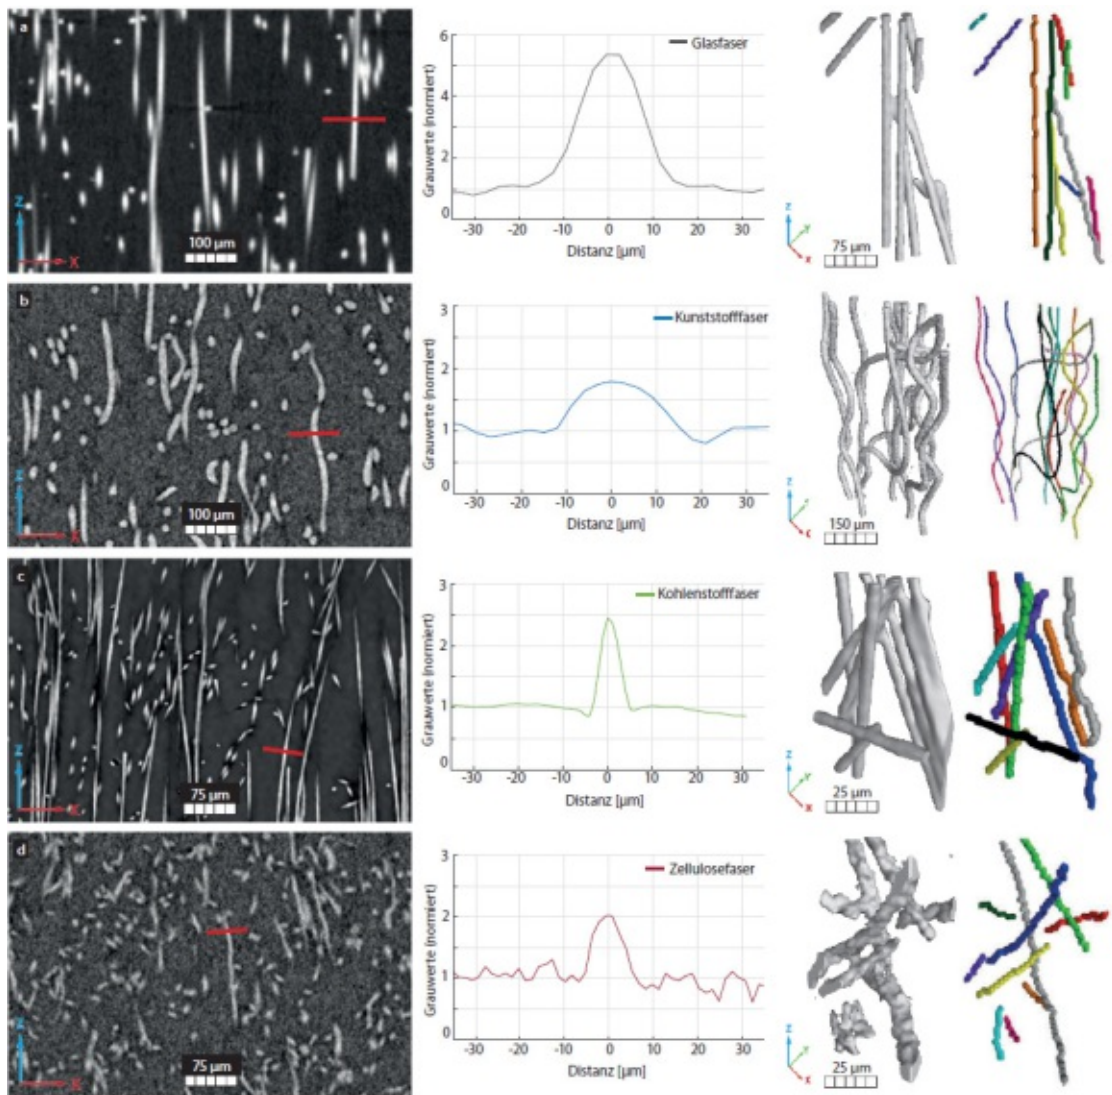 a
Z
X
100 µm
Grauwerte (normiert)
6
4
2
0
Glasfaser
-30
-20
-10
0
10
20
30
Distanz [µm]
Z
Y
X
75 µm
b
Z
X
100 µm
Grauwerte (normiert)
3
2
1
0
Kunststofffaser
-30
-20
-10
0
10
20
30
Distanz [µm]
Z
Y
150 µm
c
Z
X
75 µm
Grauwerte (normiert)
3
2
1
0
Kohlenstofffaser
-30
-20
-10
0
10
20
30
Distanz [µm]
Z
Y
X
25 µm
d
Z
X
75 µm
Grauwerte (normiert)
3
2
1
0
Zellulosefaser
-30
-20
-10
0
10
20
30
Distanz [µm]
Z
Y
X
25 µm